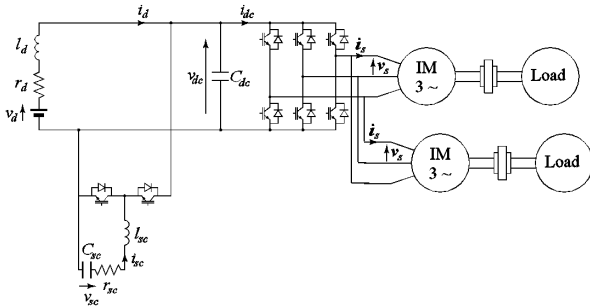 i_d
i_dc
l_d
r_d
v_d
v_dc
C_dc
i_s
v_s
IM
3 ~
Load
i_s
v_s
IM
3 ~
Load
l_sc
C_sc
r_sc
i_sc
v_sc